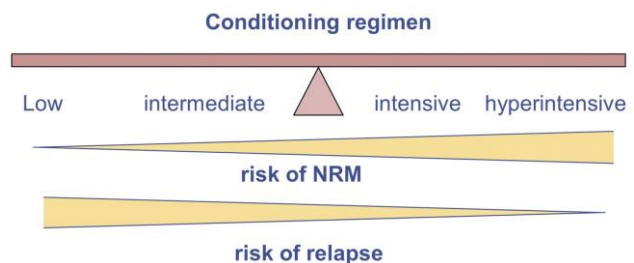 Conditioning regimen
Low intermediate intensive hyperintensive
risk of NRM
risk of relapse